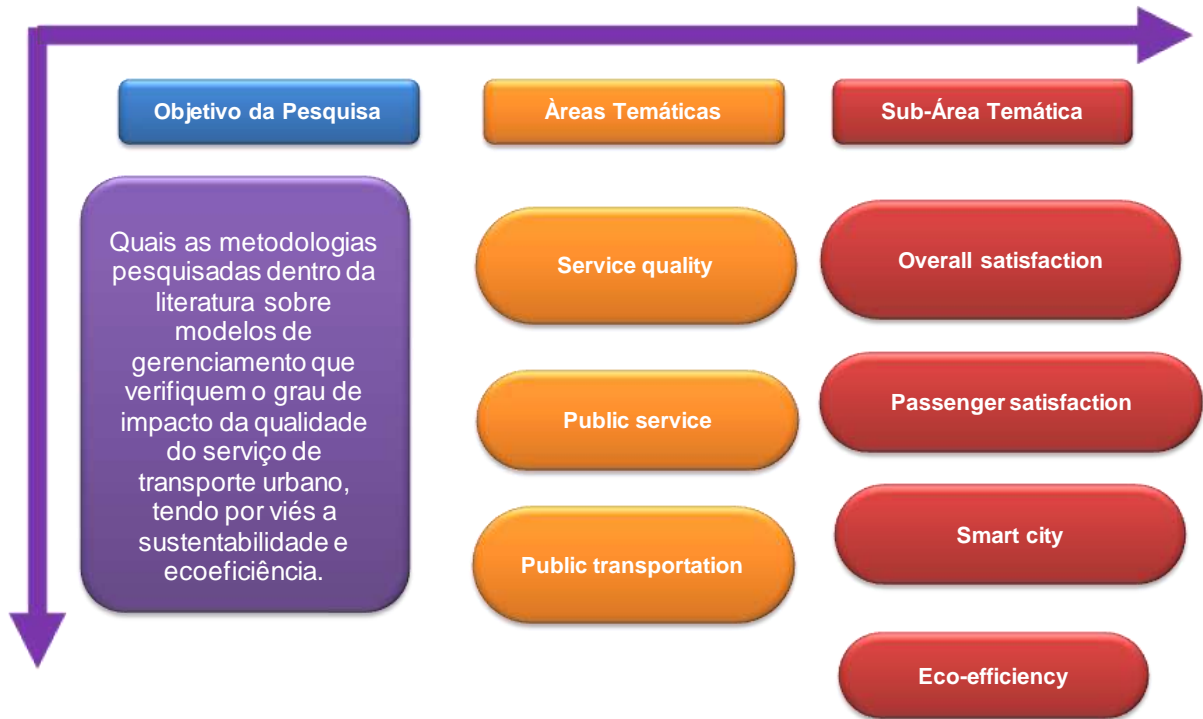 Objetivo da Pesquisa
Àreas Temáticas
Sub-Área Temática
Quais as metodologias
pesquisadas dentro da
literatura sobre
modelos de
gerenciamento que
verifiquem o grau de
impacto da qualidade
do serviço de
transporte urbano,
tendo por viés a
sustentabilidade e
ecoeficiência.
Service quality
Public service
Public transportation
Overall satisfaction
Passenger satisfaction
Smart city
Eco-efficiency